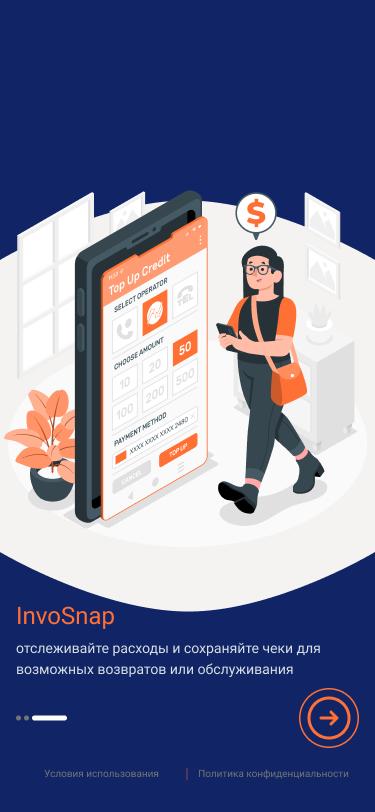 $
Top Up Credit
SELECT OPERATOR
TEL
CHOOSE AMOUNT
10 20 50
100 200 500
PAYMENT METHOD
XXXX XXXX XXXX 2480
CANCEL TOP UP
InvoSnap
отслеживайте расходы и сохраняйте чеки для
возможных возвратов или обслуживания
Условия использования | Политика конфиденциальности